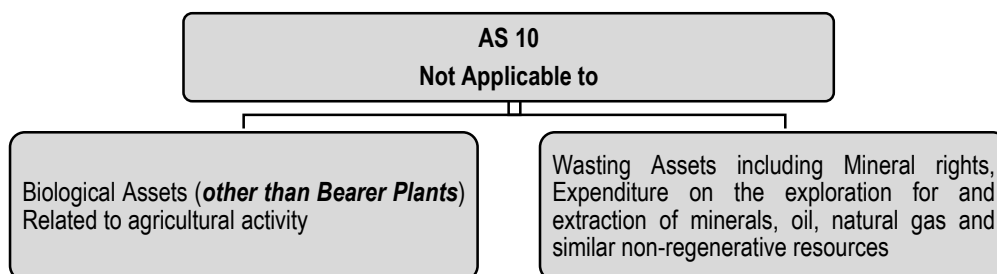 AS 10
Not Applicable to
Biological Assets (other than Bearer Plants)
Related to agricultural activity
Wasting Assets including Mineral rights,
Expenditure on the exploration for and
extraction of minerals, oil, natural gas and
similar non-regenerative resources